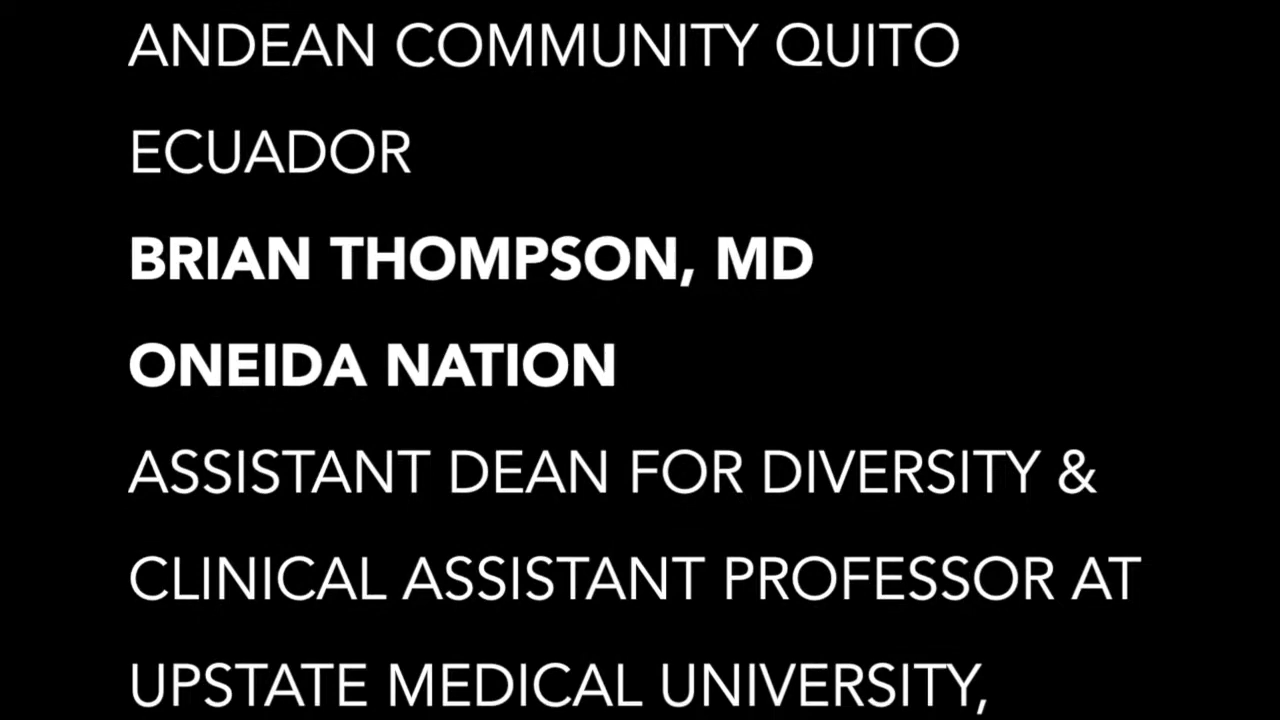 ANDEAN COMMUNITY QUITO
ECUADOR
BRIAN THOMPSON, MD
ONEIDA NATION
ASSISTANT DEAN FOR DIVERSITY &
CLINICAL ASSISTANT PROFESSOR AT
UPSTATE MEDICAL UNIVERSITY,